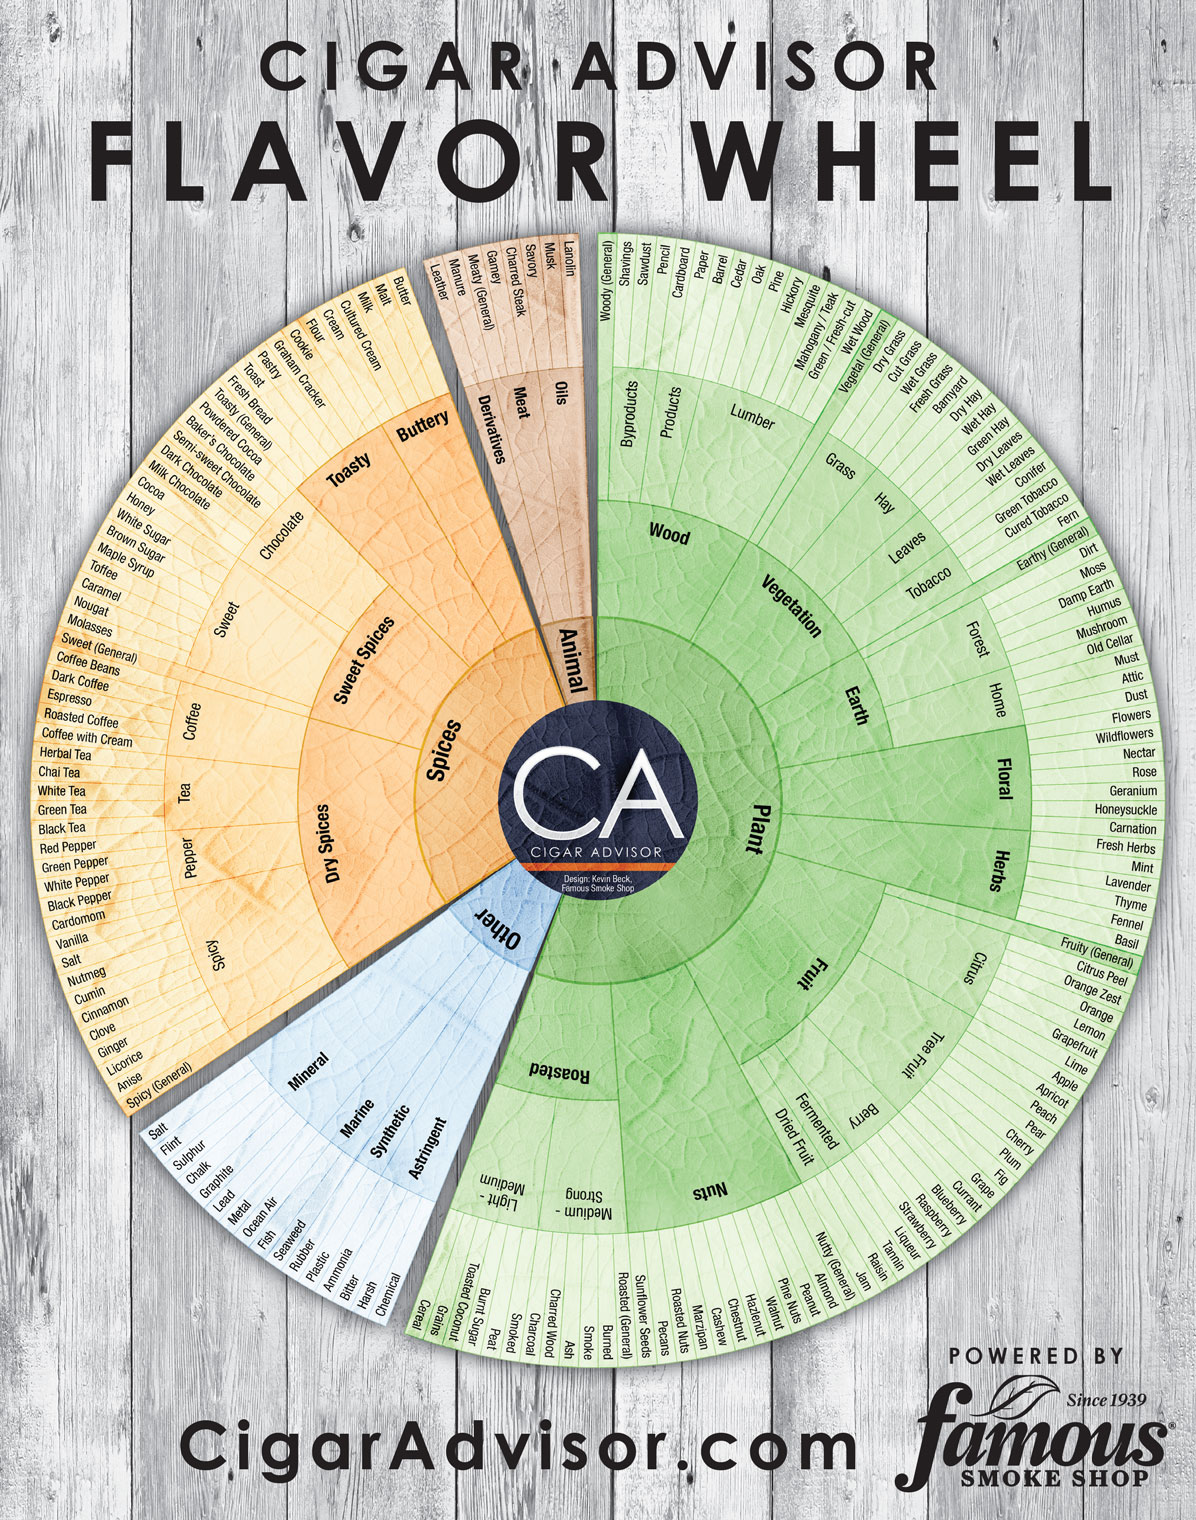 CIGAR ADVISOR
FLAVOR WHEEL
Animal
Derivatives
Meat
Oils
Leather
Manure
Meaty (General)
Gamey
Charred Steak
Savory
Musk
Lanolin
Plant
Wood
Byproducts
Products
Lumber
Woody (General)
Shavings
Sawdust
Pencil
Cardboard
Paper
Barrel
Cedar
Oak
Pine
Hickory
Mesquite
Mahogany / Teak
Green / Fresh-cut
Wet Wood
Vegetation
Grass
Hay
Leaves
Tobacco
Vegetal (General)
Dry Grass
Cut Grass
Wet Grass
Fresh Grass
Barnyard
Dry Hay
Wet Hay
Green Hay
Dry Leaves
Wet Leaves
Conifer
Green Tobacco
Cured Tobacco
Fern
Earth
Forest
Home
Earthy (General)
Dirt
Moss
Damp Earth
Humus
Mushroom
Old Cellar
Must
Attic
Dust
Floral
Flowers
Wildflowers
Nectar
Rose
Geranium
Honeysuckle
Carnation
Herbs
Fresh Herbs
Mint
Lavender
Thyme
Fennel
Basil
Fruit
Citrus
Tree Fruit
Berry
Fermented
Dried Fruit
Fruity (General)
Citrus Peel
Orange Zest
Orange
Lemon
Grapefruit
Lime
Apple
Apricot
Peach
Pear
Cherry
Plum
Fig
Grape
Currant
Blueberry
Raspberry
Strawberry
Liqueur
Tannin
Raisin
Jam
Nuts
Nutty (General)
Almond
Peanut
Pine Nuts
Walnut
Hazlenut
Chestnut
Cashew
Marzipan
Roasted Nuts
Pecans
Sunflower Seeds
Roasted
Medium -
Strong
Light -
Medium
Roasted (General)
Burned
Smoke
Ash
Charred Wood
Charcoal
Smoked
Peat
Burnt Sugar
Toasted Coconut
Grains
Cereal
Other
Astringent
Synthetic
Marine
Mineral
Chemical
Harsh
Bitter
Ammonia
Plastic
Rubber
Seaweed
Fish
Ocean Air
Metal
Lead
Graphite
Chalk
Sulphur
Flint
Salt
Spices
Dry Spices
Spicy
Pepper
Tea
Coffee
Spicy (General)
Anise
Licorice
Ginger
Clove
Cinnamon
Cumin
Nutmeg
Salt
Vanilla
Cardomom
Black Pepper
White Pepper
Green Pepper
Red Pepper
Black Tea
Green Tea
White Tea
Chai Tea
Herbal Tea
Coffee with Cream
Roasted Coffee
Espresso
Dark Coffee
Coffee Beans
Sweet Spices
Sweet
Chocolate
Sweet (General)
Molasses
Nougat
Caramel
Toffee
Maple Syrup
Brown Sugar
White Sugar
Honey
Cocoa
Milk Chocolate
Dark Chocolate
Semi-sweet Chocolate
Baker's Chocolate
Powdered Cocoa
Toasty
Toasty (General)
Fresh Bread
Toast
Pastry
Graham Cracker
Cookie
Flour
Buttery
Cream
Cultured Cream
Milk
Malt
Butter
CA
CIGAR ADVISOR
Design: Kevin Beck,
Famous Smoke Shop
CigarAdvisor.com
POWERED BY
Since 1939
famous®
SMOKE SHOP